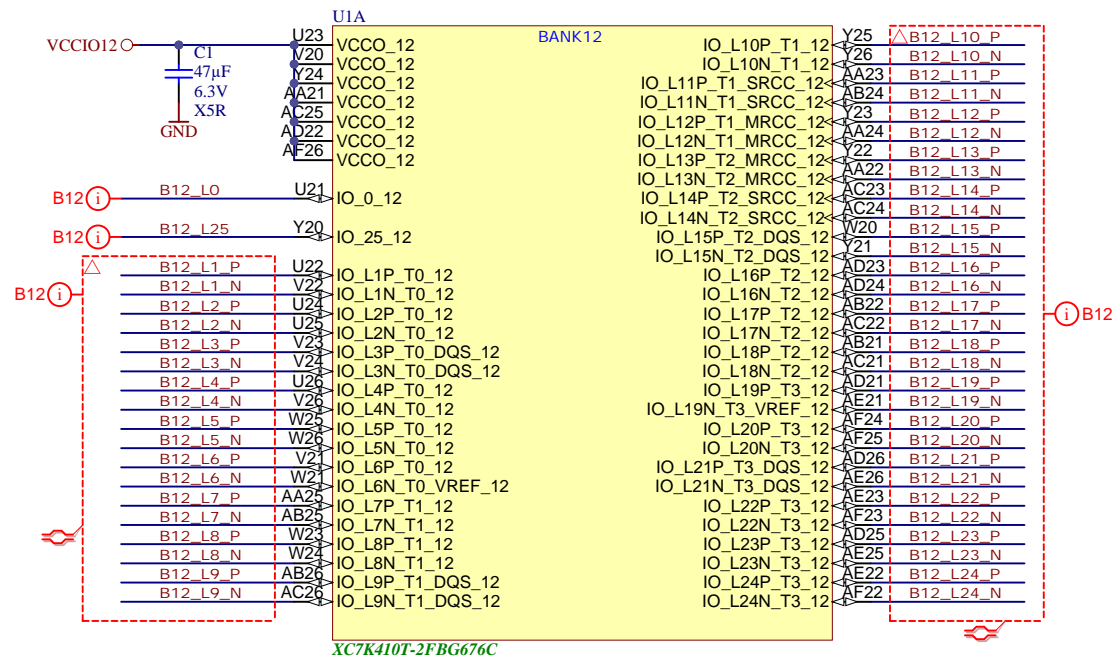 U1A
BANK12
VCCIO12
C1
47µF
6.3V
X5R
GND
U23 VCCO_12
V20 VCCO_12
Y24 VCCO_12
AA21 VCCO_12
AC25 VCCO_12
AD22 VCCO_12
AF26 VCCO_12
B12 i B12_L0 U21 IO_0_12
B12 i B12_L25 Y20 IO_25_12
B12 i
B12_L1_P U22 IO_L1P_T0_12
B12_L1_N V22 IO_L1N_T0_12
B12_L2_P U24 IO_L2P_T0_12
B12_L2_N U25 IO_L2N_T0_12
B12_L3_P V23 IO_L3P_T0_DQS_12
B12_L3_N V24 IO_L3N_T0_DQS_12
B12_L4_P U26 IO_L4P_T0_12
B12_L4_N V26 IO_L4N_T0_12
B12_L5_P W25 IO_L5P_T0_12
B12_L5_N W26 IO_L5N_T0_12
B12_L6_P V21 IO_L6P_T0_12
B12_L6_N W21 IO_L6N_T0_VREF_12
B12_L7_P AA25 IO_L7P_T1_12
B12_L7_N AB25 IO_L7N_T1_12
B12_L8_P W23 IO_L8P_T1_12
B12_L8_N W24 IO_L8N_T1_12
B12_L9_P AB26 IO_L9P_T1_DQS_12
B12_L9_N AC26 IO_L9N_T1_DQS_12
IO_L10P_T1_12 Y25 B12_L10_P
IO_L10N_T1_12 Y26 B12_L10_N
IO_L11P_T1_SRCC_12 AA23 B12_L11_P
IO_L11N_T1_SRCC_12 AB24 B12_L11_N
IO_L12P_T1_MRCC_12 Y23 B12_L12_P
IO_L12N_T1_MRCC_12 AA24 B12_L12_N
IO_L13P_T2_MRCC_12 Y22 B12_L13_P
IO_L13N_T2_MRCC_12 AA22 B12_L13_N
IO_L14P_T2_SRCC_12 AC23 B12_L14_P
IO_L14N_T2_SRCC_12 AC24 B12_L14_N
IO_L15P_T2_DQS_12 W20 B12_L15_P
IO_L15N_T2_DQS_12 Y21 B12_L15_N
IO_L16P_T2_12 AD23 B12_L16_P
IO_L16N_T2_12 AD24 B12_L16_N
IO_L17P_T2_12 AB22 B12_L17_P
IO_L17N_T2_12 AC22 B12_L17_N
IO_L18P_T2_12 AB21 B12_L18_P
IO_L18N_T2_12 AC21 B12_L18_N
IO_L19P_T3_12 AD21 B12_L19_P
IO_L19N_T3_VREF_12 AE21 B12_L19_N
IO_L20P_T3_12 AF24 B12_L20_P
IO_L20N_T3_12 AF25 B12_L20_N
IO_L21P_T3_DQS_12 AD26 B12_L21_P
IO_L21N_T3_DQS_12 AE26 B12_L21_N
IO_L22P_T3_12 AE23 B12_L22_P
IO_L22N_T3_12 AF23 B12_L22_N
IO_L23P_T3_12 AD25 B12_L23_P
IO_L23N_T3_12 AE25 B12_L23_N
IO_L24P_T3_12 AE22 B12_L24_P
IO_L24N_T3_12 AF22 B12_L24_N
i B12
XC7K410T-2FBG676C